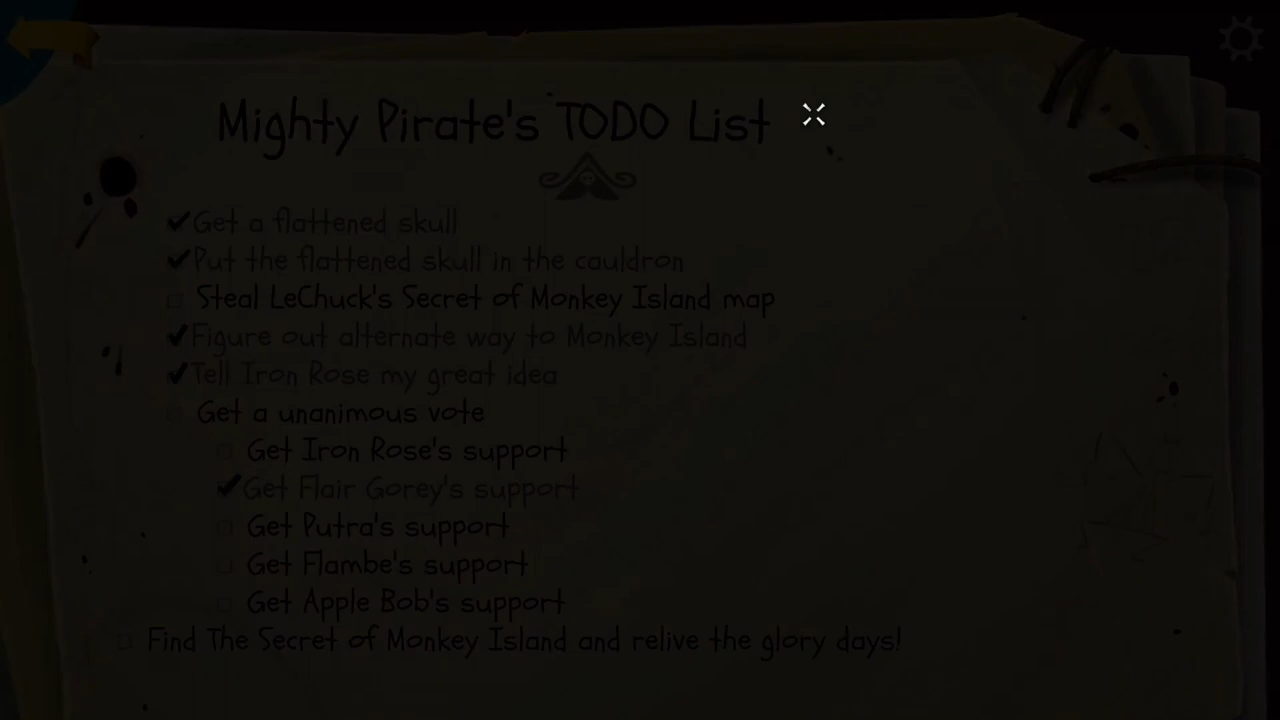 Mighty Pirate's TODO List
Get a flattened skull
Put the flattened skull in the cauldron
Steal LeChuck's Secret of Monkey Island map
Figure out alternate way to Monkey Island
Tell Iron Rose my great idea
Get a unanimous vote
Get Iron Rose's support
Get Flair Gorey's support
Get Putra's support
Get Flambe's support
Get Apple Bob's support
Find The Secret of Monkey Island and relive the glory days!